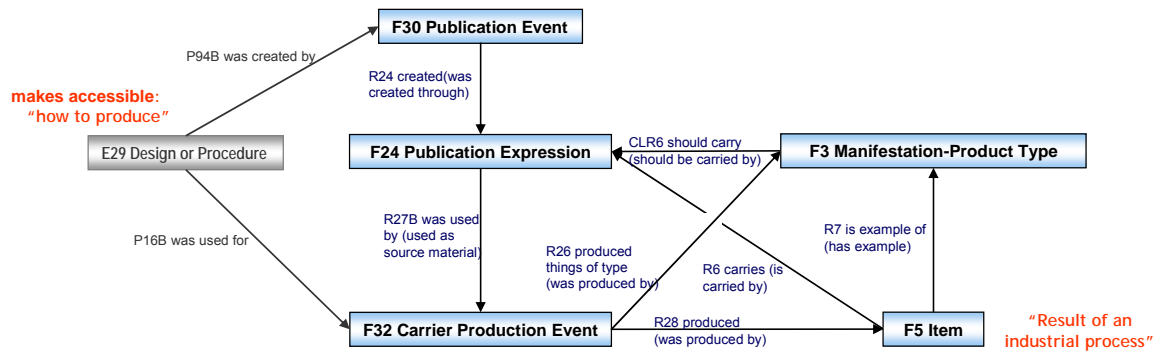 F30 Publication Event
P94B was created by
R24 created(was
created through)
makes accessible:
“how to produce”
E29 Design or Procedure
F24 Publication Expression
CLR6 should carry
(should be carried by)
F3 Manifestation-Product Type
R27B was used
by (used as
source material)
P16B was used for
R26 produced
things of type
(was produced by)
R6 carries (is
carried by)
R7 is example of
(has example)
F32 Carrier Production Event
R28 produced
(was produced by)
F5 Item
“Result of an
industrial process”